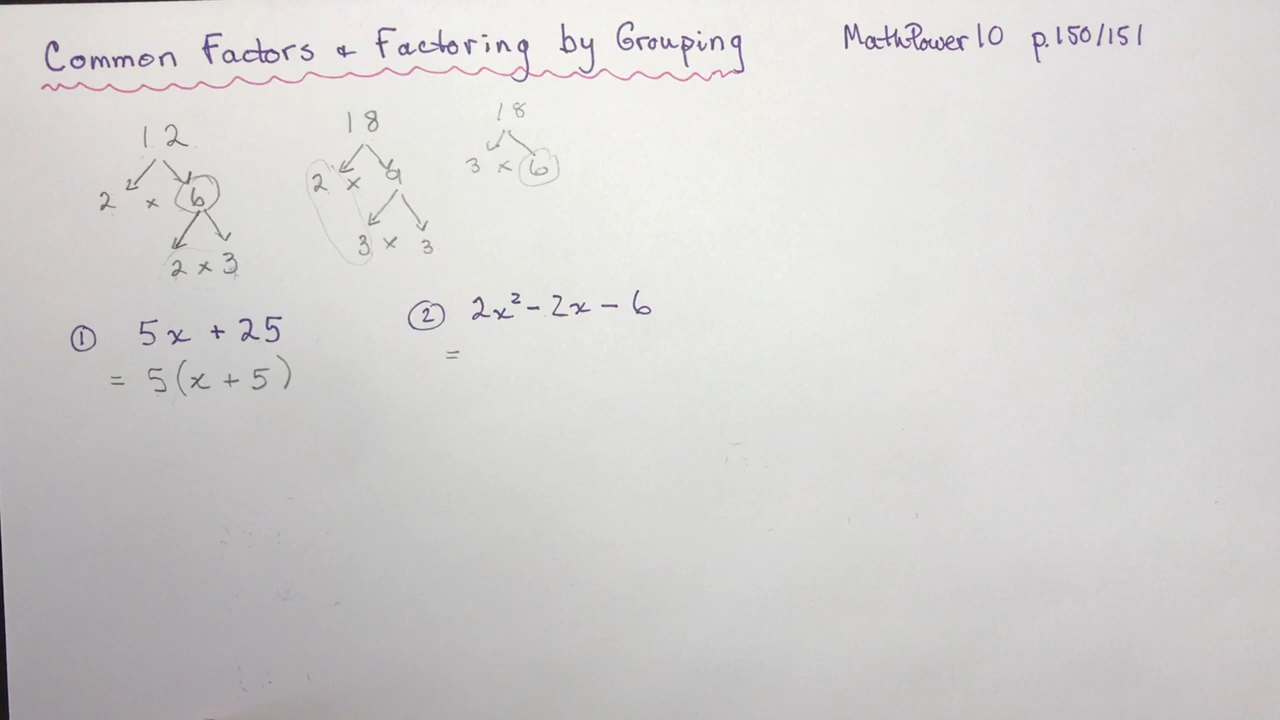 Common Factors & Factoring by Grouping
MathPower 10 p.150/151
12
2 × 6
2 × 3
18
2 × 9
3 × 3
18
3 × 6
① 5x + 25
= 5(x + 5)
② 2x² - 2x - 6
=